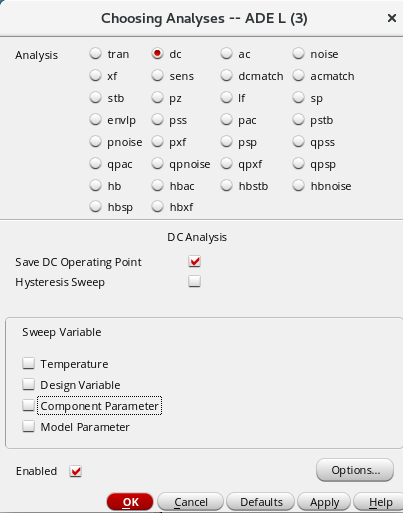 Choosing Analyses -- ADE L (3)
Analysis tran dc ac noise
xf sens dcmatch acmatch
stb pz lf sp
envlp pss pac pstb
pnoise pxf psp qpss
qpac qpnoise qpxf qpsp
hb hbac hbstb hbnoise
hbsp hbxf
DC Analysis
Save DC Operating Point
Hysteresis Sweep
Sweep Variable
Temperature
Design Variable
Component Parameter
Model Parameter
Enabled Options...
OK Cancel Defaults Apply Help